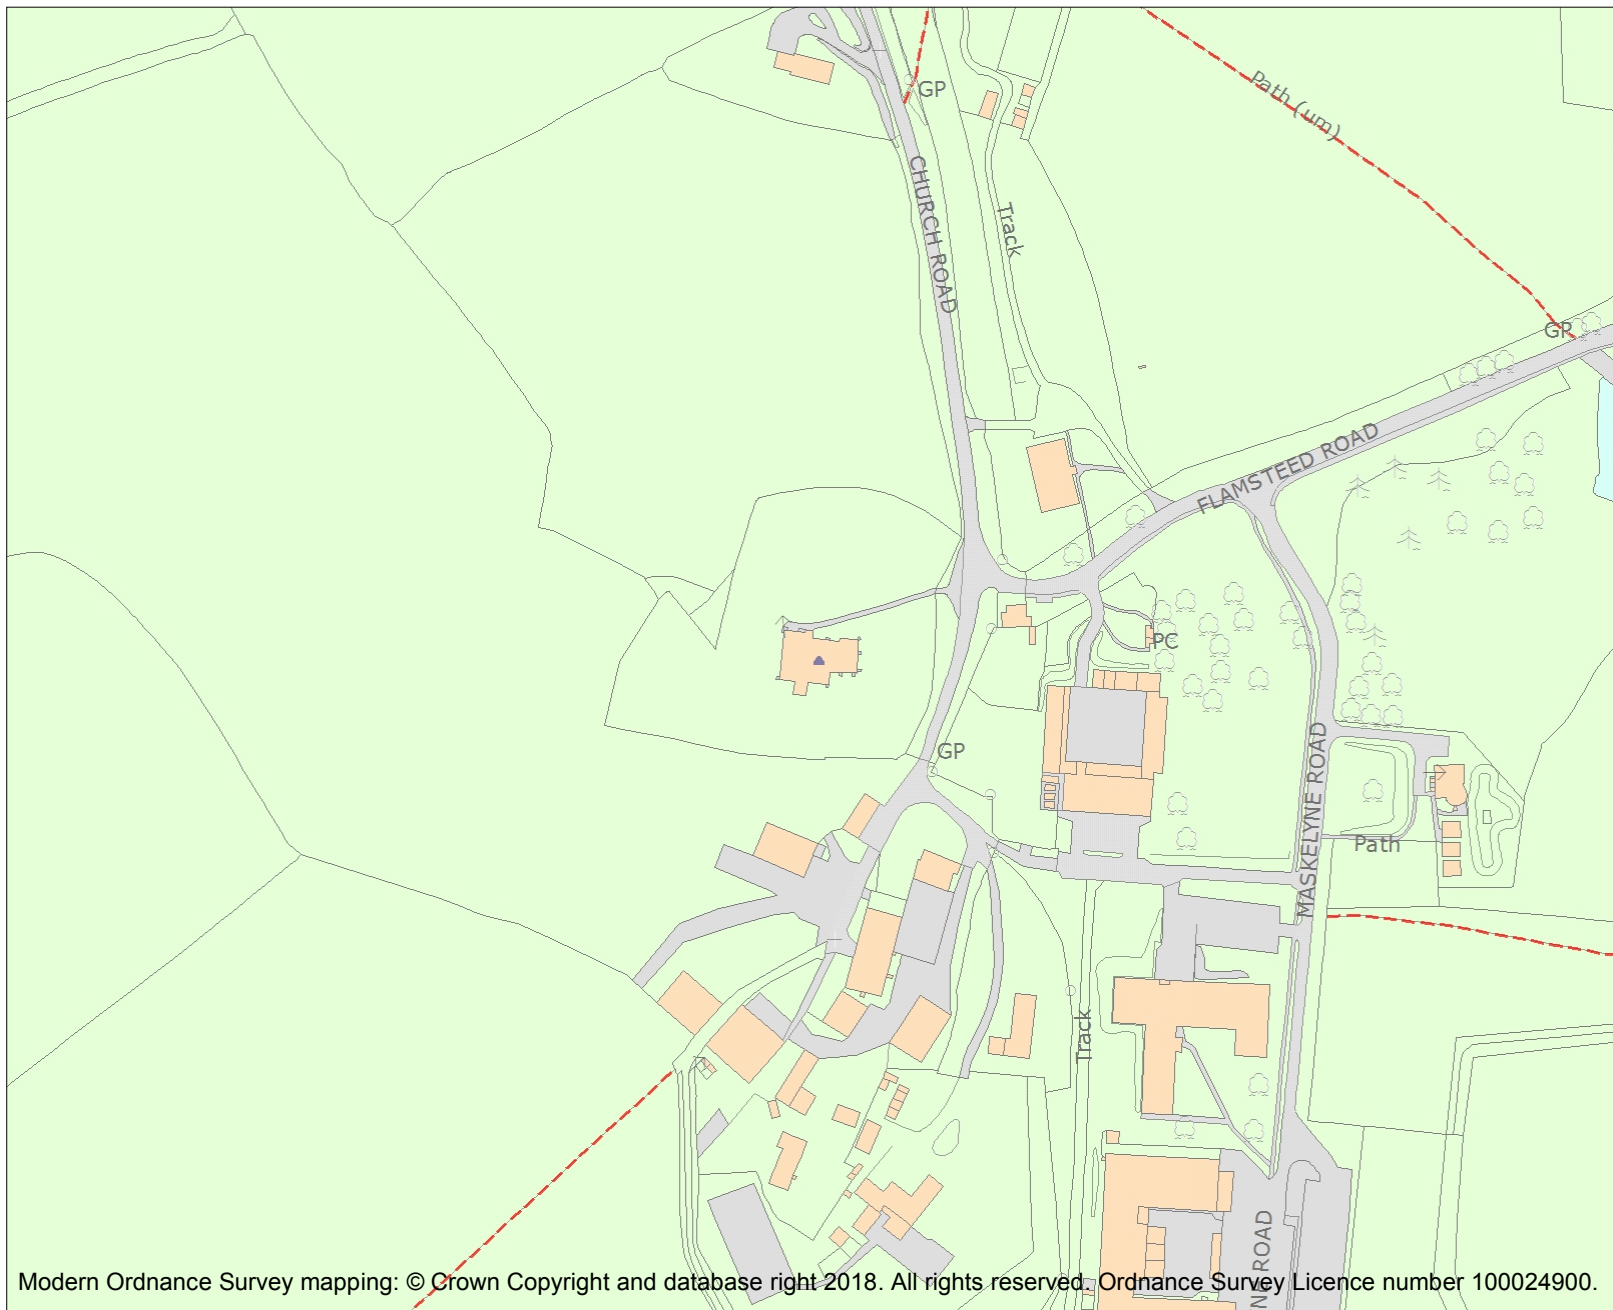 GP
Path (um)
CHURCH ROAD
Track
GP
FLAMSTEED ROAD
PC
GP
MASKELYNE ROAD
Path
Track
NE ROAD
Modern Ordnance Survey mapping: © Crown Copyright and database right 2018. All rights reserved. Ordnance Survey Licence number 100024900.